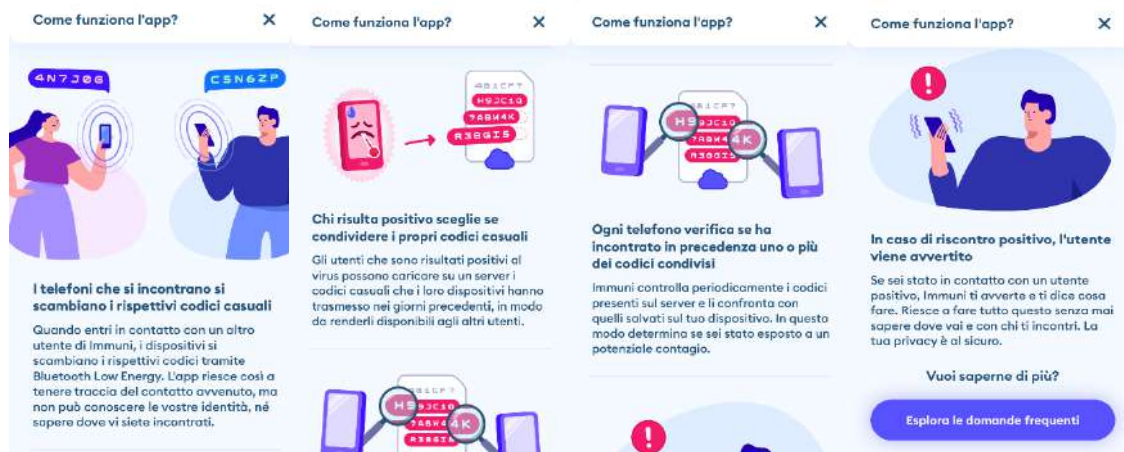 Come funziona l'app?
4N7J06
CSN6ZP
I telefoni che si incontrano si
scambiano i rispettivi codici casuali
Quando entri in contatto con un altro
utente di Immuni, i dispositivi si
scambiano i rispettivi codici tramite
Bluetooth Low Energy. L'app riesce così a
tenere traccia del contatto avvenuto, ma
non può conoscere le vostre identità, né
sapere dove vi siete incontrati.
Come funziona l'app?
H9JC1Q
7ABW4K
R3BGI5
Chi risulta positivo sceglie se
condividere i propri codici casuali
Gli utenti che sono risultati positivi al
virus possono caricare su un server i
codici casuali che i loro dispositivi hanno
trasmesso nei giorni precedenti, in modo
da renderli disponibili agli altri utenti.
Come funziona l'app?
Ogni telefono verifica se ha
incontrato in precedenza uno o più
dei codici condivisi
Immuni controlla periodicamente i codici
presenti sul server e li confronta con
quelli salvati sul tuo dispositivo. In questo
modo determina se sei stato esposto a un
potenziale contagio.
Come funziona l'app?
In caso di riscontro positivo, l'utente
viene avvertito
Se sei stato in contatto con un utente
positivo, Immuni ti avverte e ti dice cosa
fare. Riesce a fare tutto questo senza mai
sapere dove vai e con chi ti incontri. La
tua privacy è al sicuro.
Vuoi saperne di più?
Esplora le domande frequenti